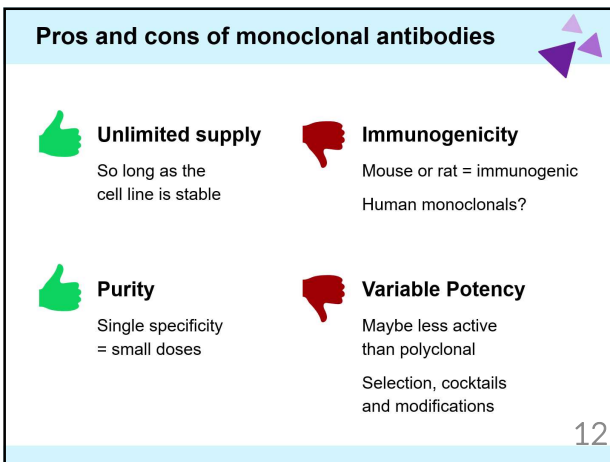 Pros and cons of monoclonal antibodies
Unlimited supply
So long as the
cell line is stable
Immunogenicity
Mouse or rat = immunogenic
Human monoclonals?
Purity
Single specificity
= small doses
Variable Potency
Maybe less active
than polyclonal
Selection, cocktails
and modifications
12